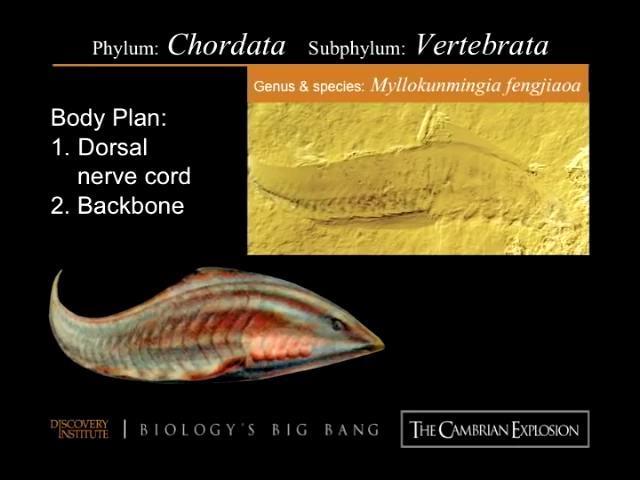 Phylum: Chordata Subphylum: Vertebrata
Genus & species: Myllokunmingia fengjiaoa
Body Plan:
1. Dorsal
nerve cord
2. Backbone
DISCOVERY
INSTITUTE
BIOLOGY'S BIG BANG
THE CAMBRIAN EXPLOSION